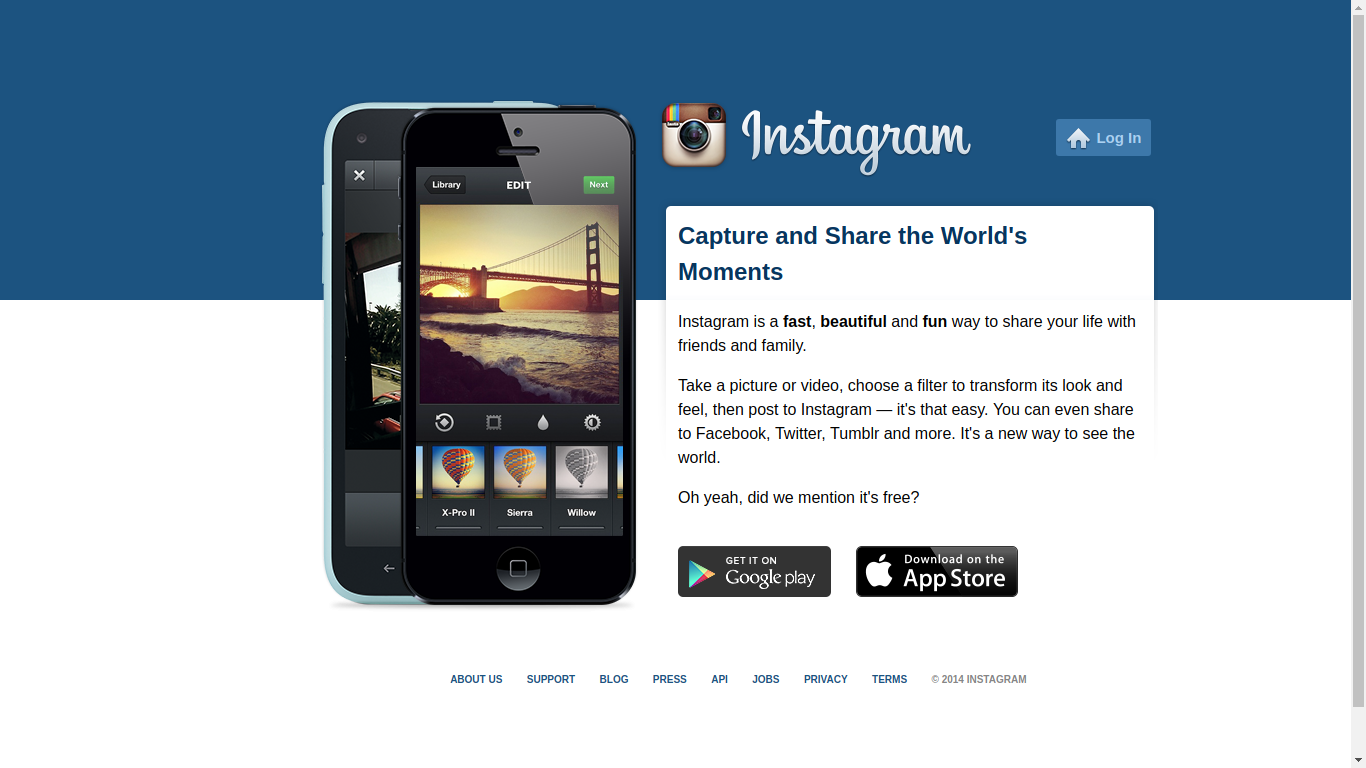 Instagram
Log In
Library
EDIT
Next
X-Pro II
Sierra
Willow
Capture and Share the World's
Moments
Instagram is a fast, beautiful and fun way to share your life with
friends and family.
Take a picture or video, choose a filter to transform its look and
feel, then post to Instagram — it's that easy. You can even share
to Facebook, Twitter, Tumblr and more. It's a new way to see the
world.
Oh yeah, did we mention it's free?
GET IT ON
Google play
Download on the
App Store
ABOUT US SUPPORT BLOG PRESS API JOBS PRIVACY TERMS © 2014 INSTAGRAM